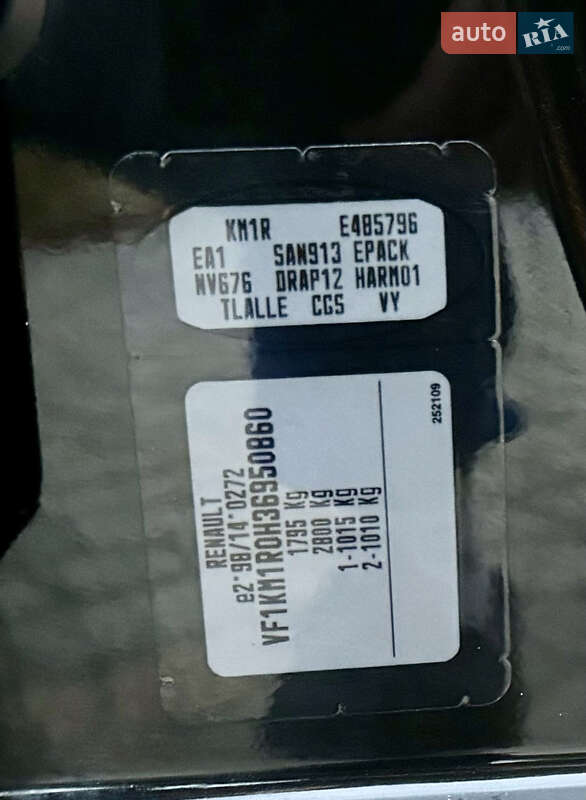 auto RIA.com
KM1R E485796
EA1 SAN913 EPACK
NV676 DRAP12 HARM01
TLALLE CGS VY
RENAULT
e2*98/14*0272
VF1KM1R0H36950860
1795 Kg
2800 Kg
1-1015 Kg
2-1010 Kg
252109